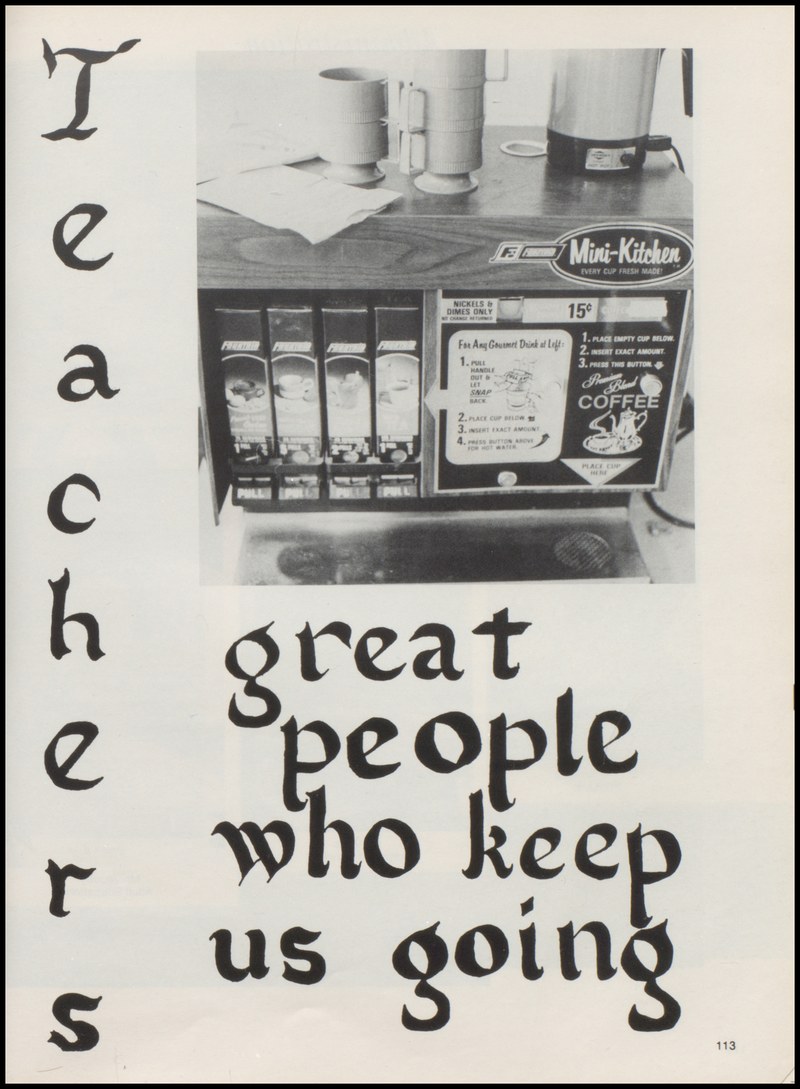 Teachers
Mini-Kitchen
EVERY CUP FRESH MADE!
NICKELS &
DIMES ONLY
NO CHANGE RETURNED
15¢
For Any Gourmet Drink at Left:
1. PULL
HANDLE
OUT &
LET
SNAP
BACK.
2. PLACE CUP BELOW.
3. INSERT EXACT AMOUNT.
4. PRESS BUTTON ABOVE
FOR HOT WATER.
1. PLACE EMPTY CUP BELOW.
2. INSERT EXACT AMOUNT.
3. PRESS THIS BUTTON.
Premium
Blend
COFFEE
PLACE CUP
HERE
PULL PULL PULL PULL
great
people
who keep
us going
113